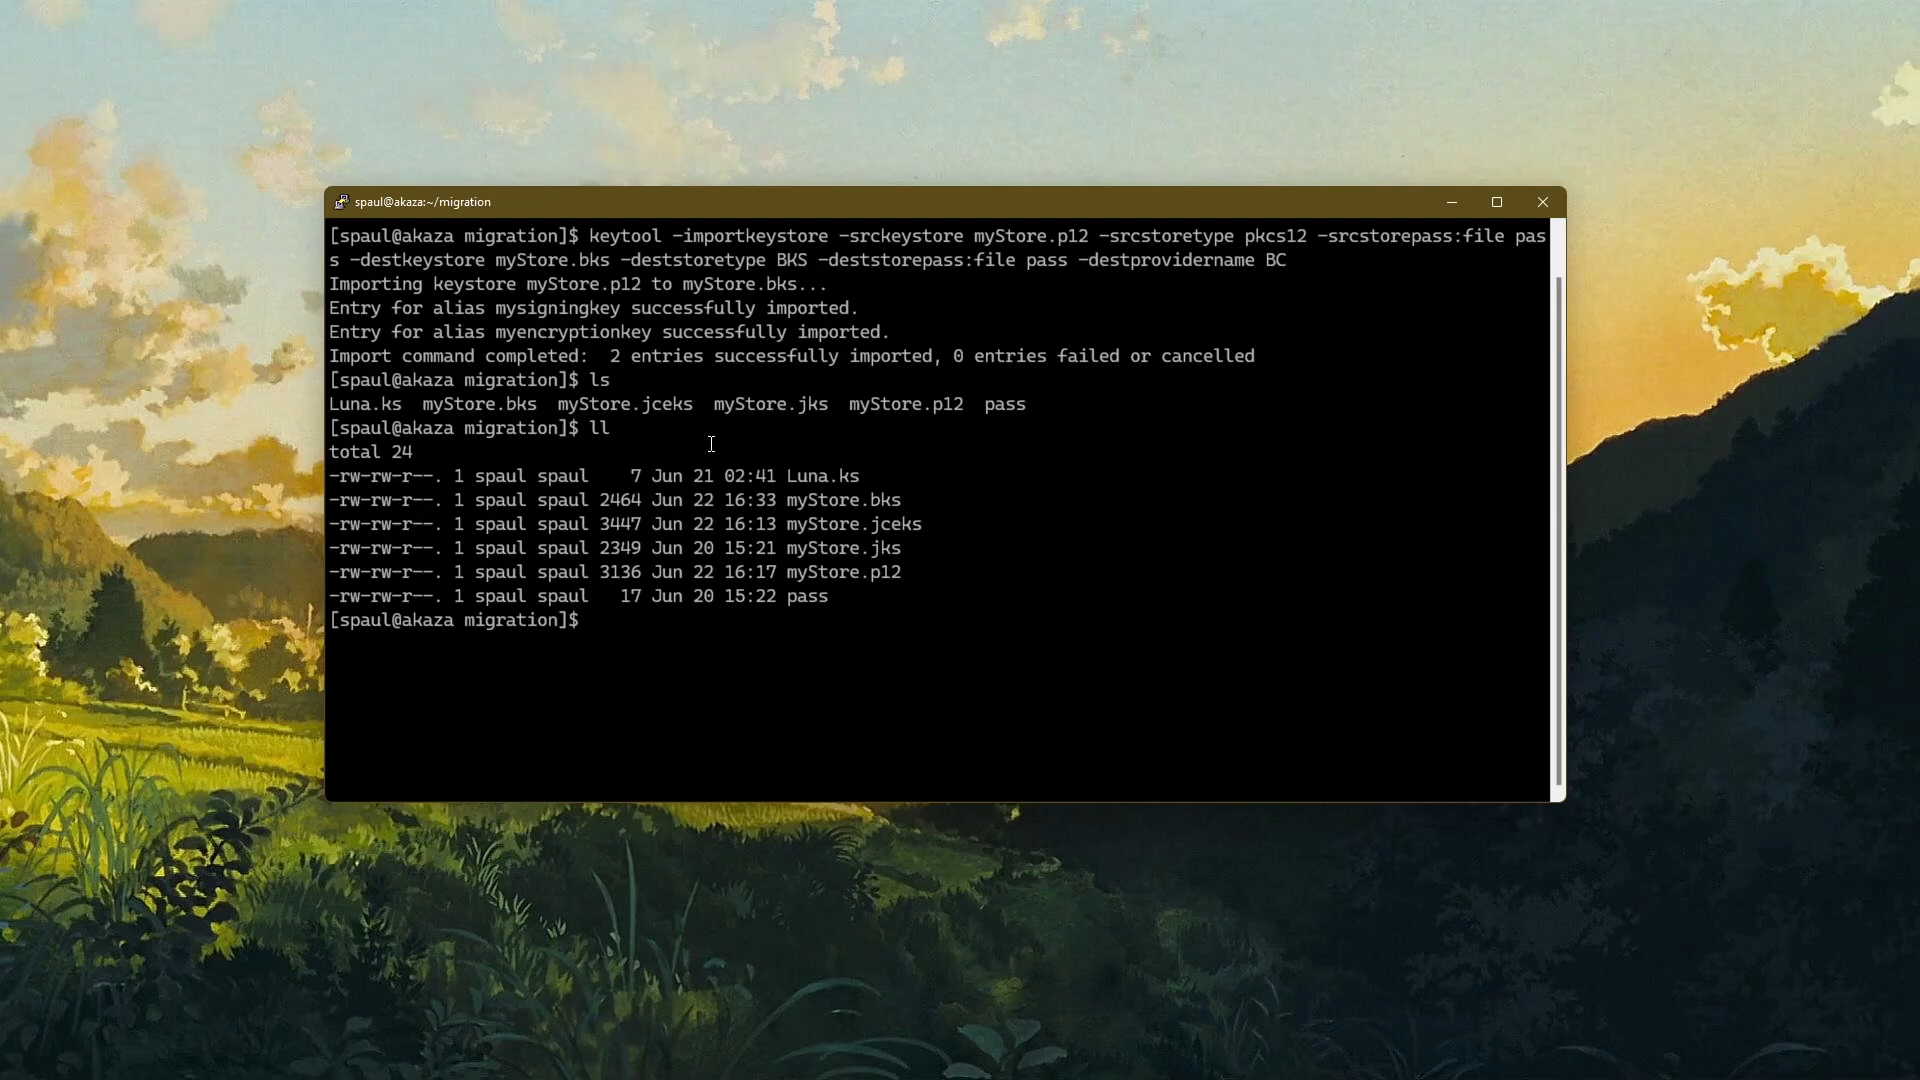 spaul@akaza:~/migration
[spaul@akaza migration]$ keytool -importkeystore -srckeystore myStore.p12 -srcstoretype pkcs12 -srcstorepass:file pas
s -destkeystore myStore.bks -deststoretype BKS -deststorepass:file pass -destprovidername BC
Importing keystore myStore.p12 to myStore.bks...
Entry for alias mysigningkey successfully imported.
Entry for alias myencryptionkey successfully imported.
Import command completed:  2 entries successfully imported, 0 entries failed or cancelled
[spaul@akaza migration]$ ls
Luna.ks  myStore.bks  myStore.jceks  myStore.jks  myStore.p12  pass
[spaul@akaza migration]$ ll
total 24
-rw-rw-r--. 1 spaul spaul    7 Jun 21 02:41 Luna.ks
-rw-rw-r--. 1 spaul spaul 2464 Jun 22 16:33 myStore.bks
-rw-rw-r--. 1 spaul spaul 3447 Jun 22 16:13 myStore.jceks
-rw-rw-r--. 1 spaul spaul 2349 Jun 20 15:21 myStore.jks
-rw-rw-r--. 1 spaul spaul 3136 Jun 22 16:17 myStore.p12
-rw-rw-r--. 1 spaul spaul   17 Jun 20 15:22 pass
[spaul@akaza migration]$